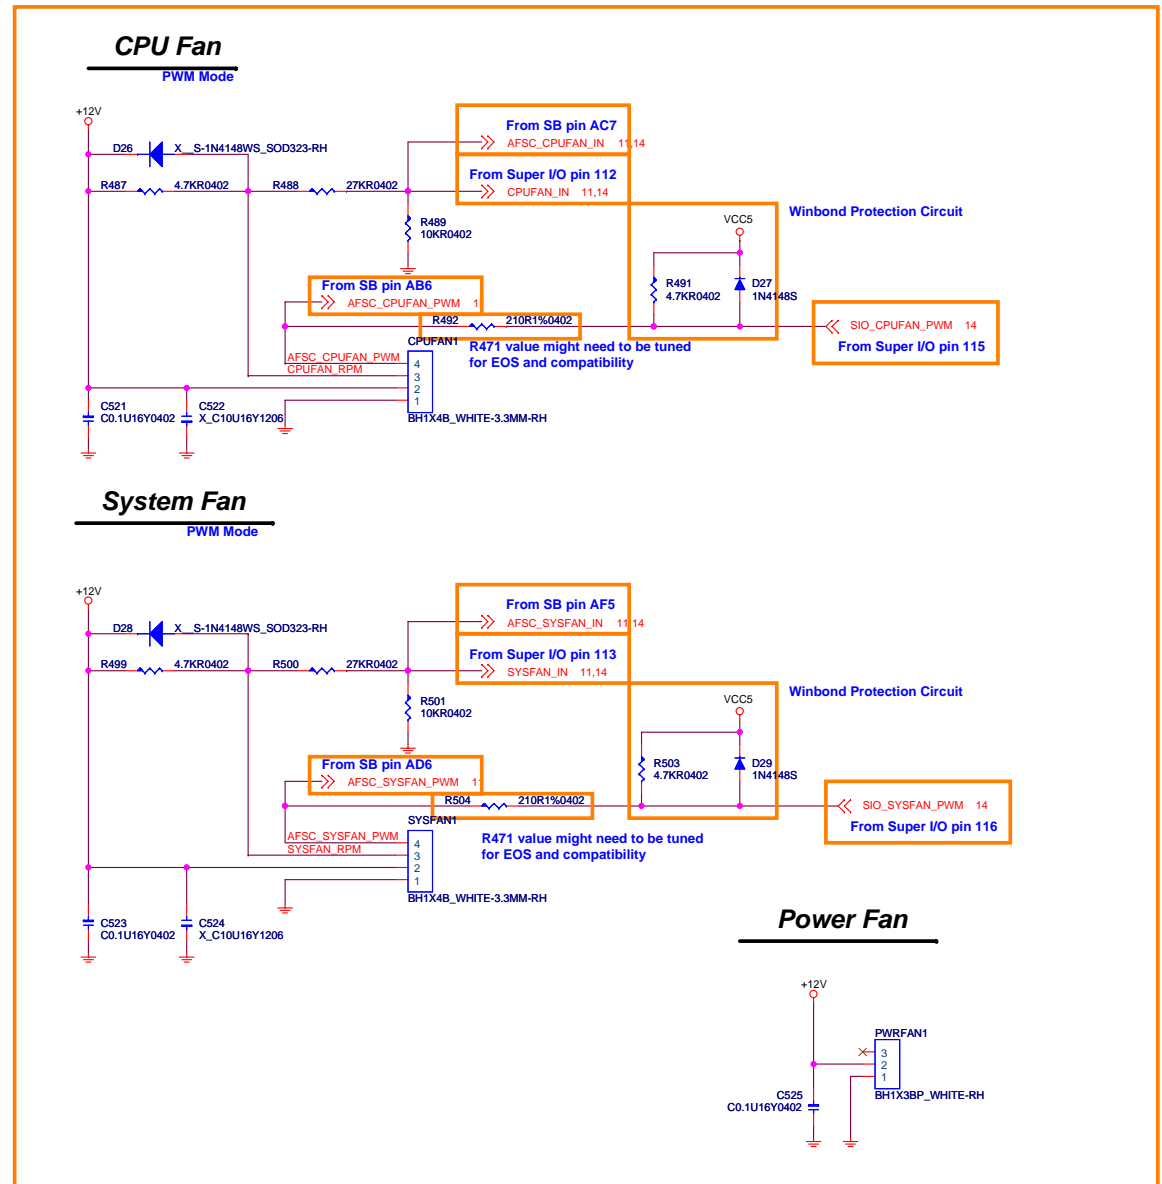 CPU Fan
PWM Mode
+12V
D26 X__S-1N4148WS_SOD323-RH
R487 4.7KR0402 R488 27KR0402
From SB pin AC7
AFSC_CPUFAN_IN 11,14
From Super I/O pin 112
CPUFAN_IN 11,14
R489
10KR0402
Winbond Protection Circuit
VCC5
R491
4.7KR0402
D27
1N4148S
From SB pin AB6
AFSC_CPUFAN_PWM 1
R492 210R1%0402
SIO_CPUFAN_PWM 14
From Super I/O pin 115
R471 value might need to be tuned
for EOS and compatibility
CPUFAN1
AFSC_CPUFAN_PWM
CPUFAN_RPM
4
3
2
1
BH1X4B_WHITE-3.3MM-RH
C521
C0.1U16Y0402
C522
X_C10U16Y1206
System Fan
PWM Mode
+12V
D28 X__S-1N4148WS_SOD323-RH
R499 4.7KR0402 R500 27KR0402
From SB pin AF5
AFSC_SYSFAN_IN 11,14
From Super I/O pin 113
SYSFAN_IN 11,14
R501
10KR0402
Winbond Protection Circuit
VCC5
R503
4.7KR0402
D29
1N4148S
From SB pin AD6
AFSC_SYSFAN_PWM 11
R504 210R1%0402
SIO_SYSFAN_PWM 14
From Super I/O pin 116
R471 value might need to be tuned
for EOS and compatibility
SYSFAN1
AFSC_SYSFAN_PWM
SYSFAN_RPM
4
3
2
1
BH1X4B_WHITE-3.3MM-RH
C523
C0.1U16Y0402
C524
X_C10U16Y1206
Power Fan
+12V
PWRFAN1
3
2
1
BH1X3BP_WHITE-RH
C525
C0.1U16Y0402